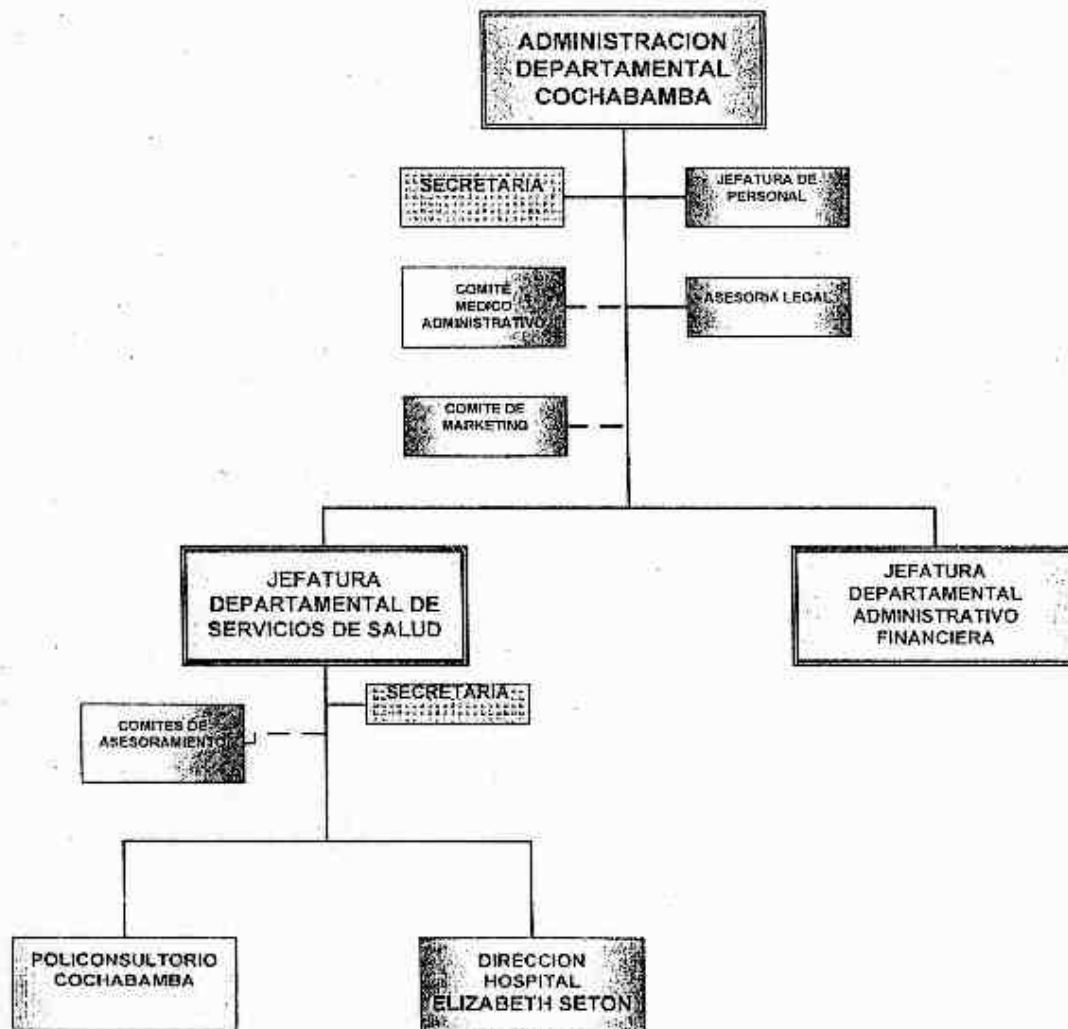 ADMINISTRACION
DEPARTAMENTAL
COCHABAMBA
SECRETARIA
JEFATURA DE
PERSONAL
COMITÉ
MEDICO
ADMINISTRATIVO
ASESORIA LEGAL
COMITE DE
MARKETING
JEFATURA
DEPARTAMENTAL DE
SERVICIOS DE SALUD
JEFATURA
DEPARTAMENTAL
ADMINISTRATIVO
FINANCIERA
SECRETARIA
COMITES DE
ASESORAMIENTO
POLICONSULTORIO
COCHABAMBA
DIRECCION
HOSPITAL
ELIZABETH SETON